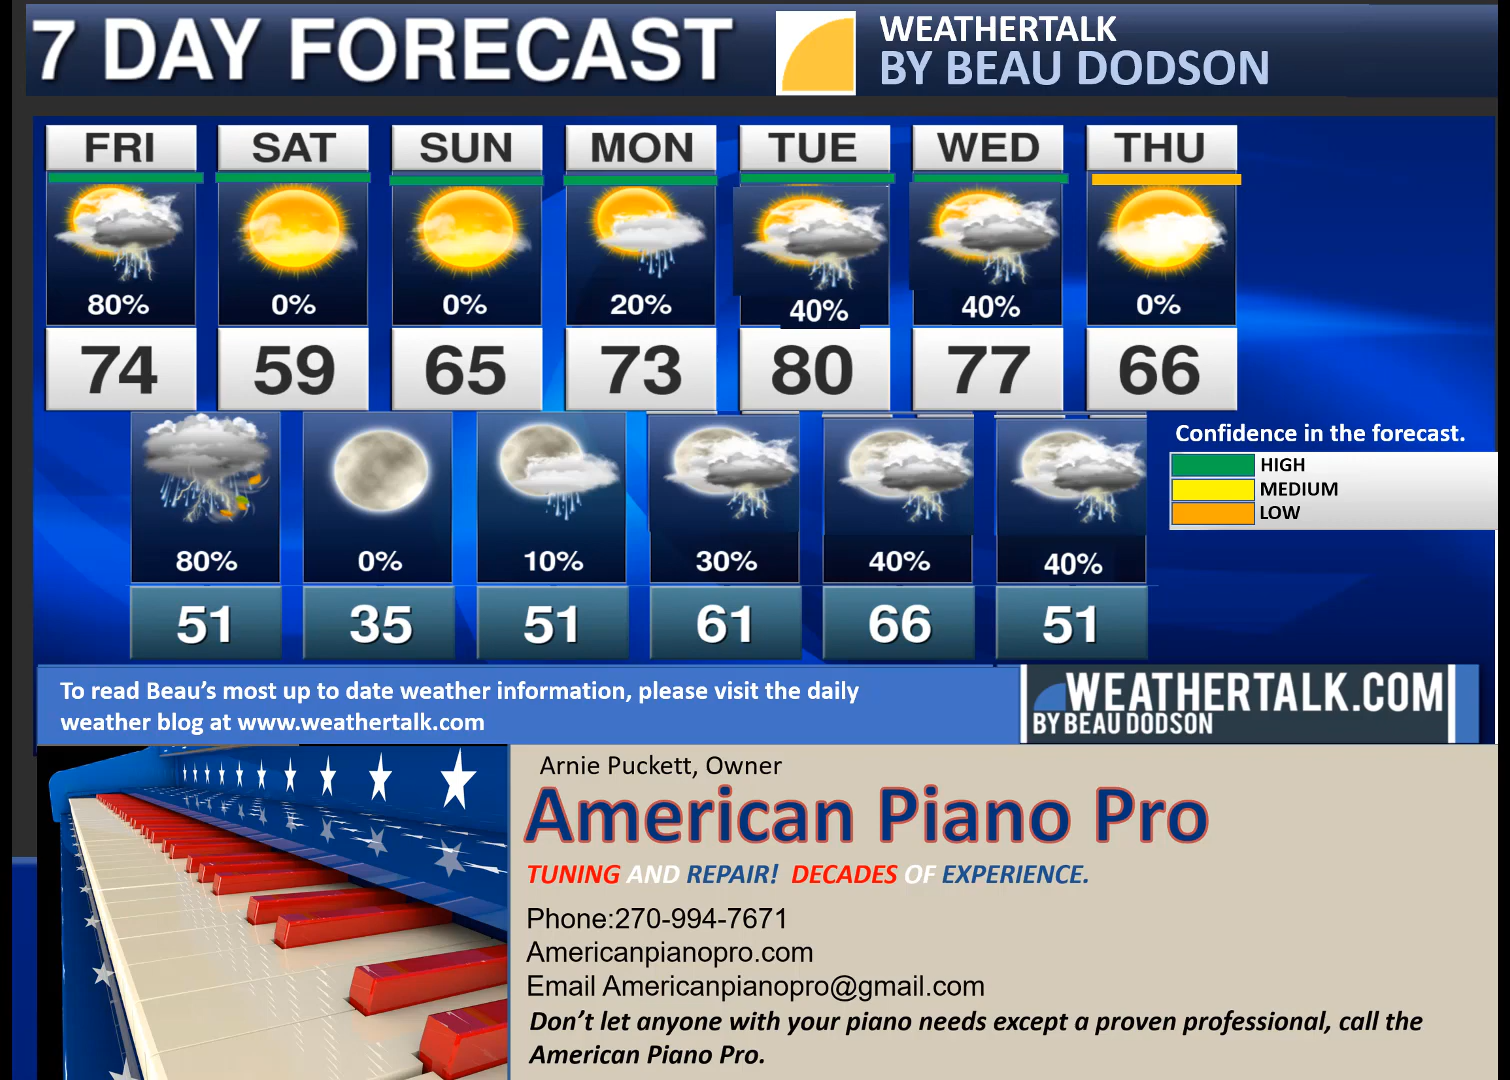 7 DAY FORECAST
WEATHERTALK
BY BEAU DODSON
FRI SAT SUN MON TUE WED THU
80% 0% 0% 20% 40% 40% 0%
74 59 65 73 80 77 66
80% 0% 10% 30% 40% 40%
51 35 51 61 66 51
Confidence in the forecast.
HIGH
MEDIUM
LOW
To read Beau's most up to date weather information, please visit the daily
weather blog at www.weathertalk.com
WEATHERTALK.COM
BY BEAU DODSON
Arnie Puckett, Owner
American Piano Pro
TUNING AND REPAIR! DECADES OF EXPERIENCE.
Phone:270-994-7671
Americanpianopro.com
Email Americanpianopro@gmail.com
Don't let anyone with your piano needs except a proven professional, call the
American Piano Pro.